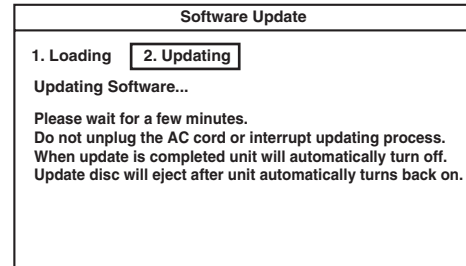 Software Update
1. Loading 2. Updating
Updating Software...
Please wait for a few minutes.
Do not unplug the AC cord or interrupt updating process.
When update is completed unit will automatically turn off.
Update disc will eject after unit automatically turns back on.